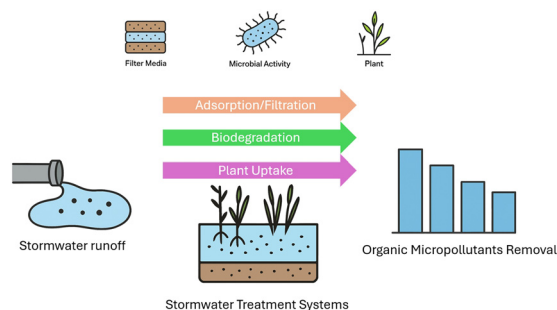 Filter Media
Microbial Activity
Plant
Adsorption/Filtration
Biodegradation
Plant Uptake
Stormwater runoff
Organic Micropollutants Removal
Stormwater Treatment Systems